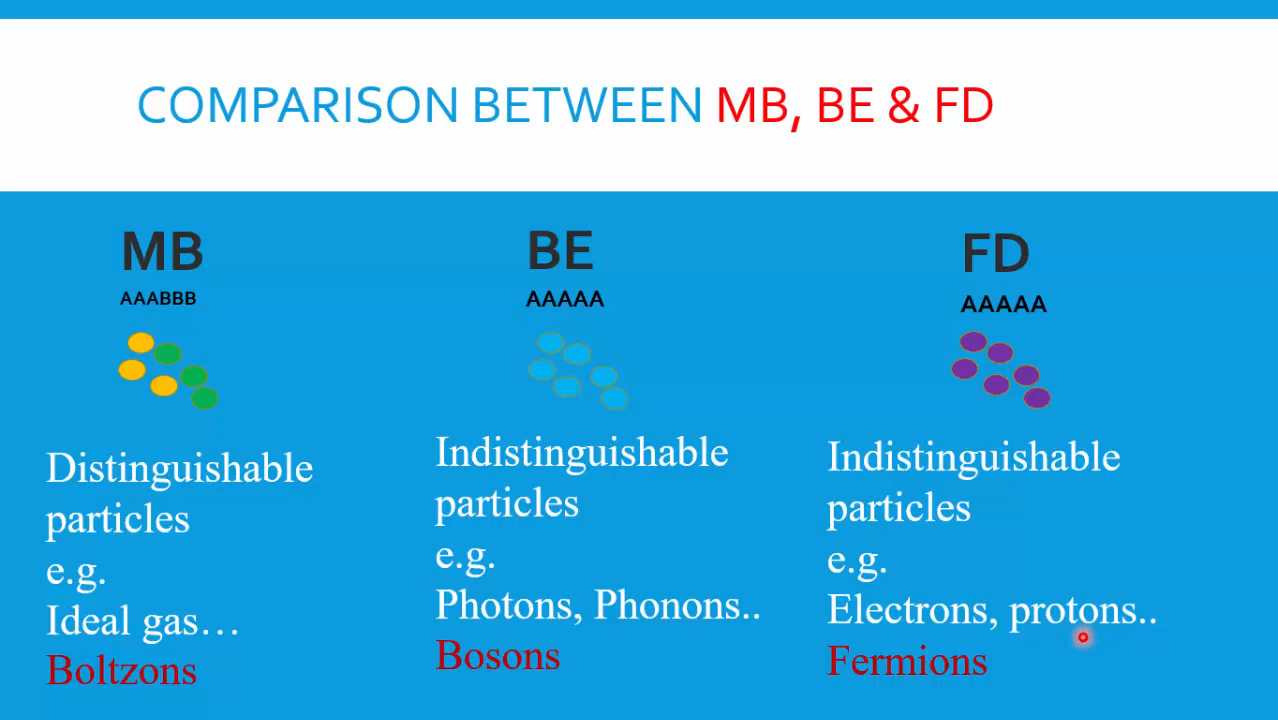 COMPARISON BETWEEN MB, BE & FD
MB
AAABBB
Distinguishable
particles
e.g.
Ideal gas…
Boltzons
BE
AAAAA
Indistinguishable
particles
e.g.
Photons, Phonons..
Bosons
FD
AAAAA
Indistinguishable
particles
e.g.
Electrons, protons..
Fermions